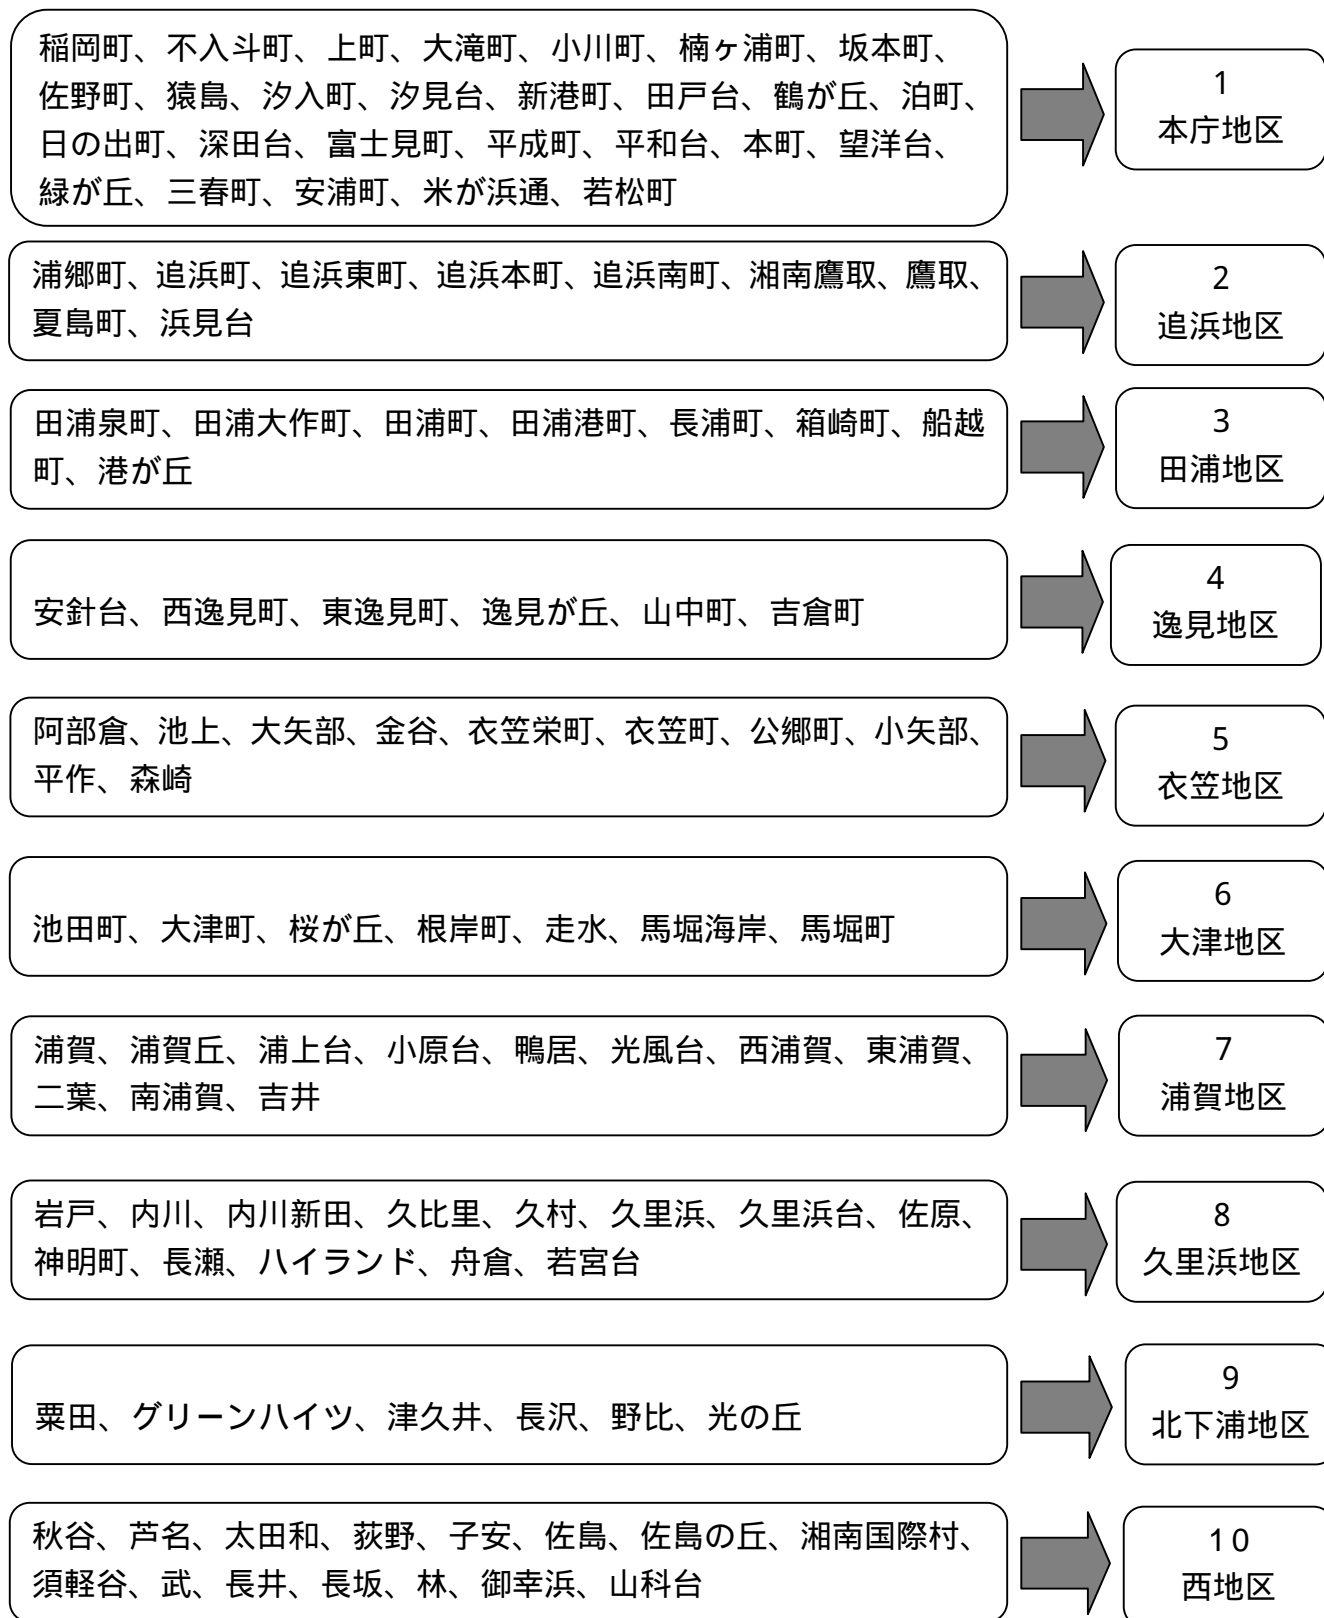 稲岡町、不入斗町、上町、大滝町、小川町、楠ヶ浦町、坂本町、
佐野町、猿島、汐入町、汐見台、新港町、田戸台、鶴が丘、泊町、
日の出町、深田台、富士見町、平成町、平和台、本町、望洋台、
緑が丘、三春町、安浦町、米が浜通、若松町
1
本庁地区
浦郷町、追浜町、追浜東町、追浜本町、追浜南町、湘南鷹取、鷹取、
夏島町、浜見台
2
追浜地区
田浦泉町、田浦大作町、田浦町、田浦港町、長浦町、箱崎町、船越
町、港が丘
3
田浦地区
安針台、西逸見町、東逸見町、逸見が丘、山中町、吉倉町
4
逸見地区
阿部倉、池上、大矢部、金谷、衣笠栄町、衣笠町、公郷町、小矢部、
平作、森崎
5
衣笠地区
池田町、大津町、桜が丘、根岸町、走水、馬堀海岸、馬堀町
6
大津地区
浦賀、浦賀丘、浦上台、小原台、鴨居、光風台、西浦賀、東浦賀、
二葉、南浦賀、吉井
7
浦賀地区
岩戸、内川、内川新田、久比里、久村、久里浜、久里浜台、佐原、
神明町、長瀬、ハイランド、舟倉、若宮台
8
久里浜地区
粟田、グリーンハイツ、津久井、長沢、野比、光の丘
9
北下浦地区
秋谷、芦名、太田和、荻野、子安、佐島、佐島の丘、湘南国際村、
須軽谷、武、長井、長坂、林、御幸浜、山科台
10
西地区